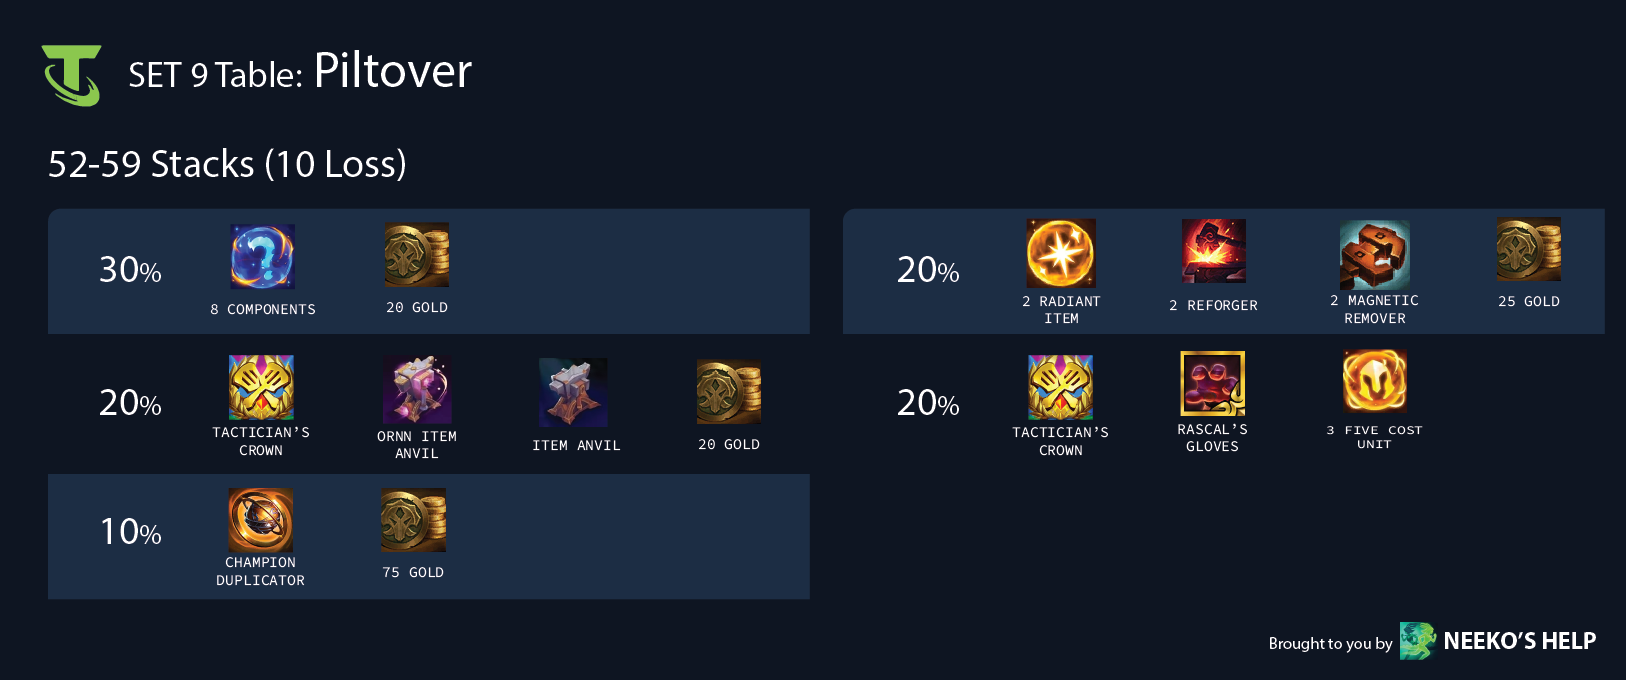 SET 9 Table: Piltover
52-59 Stacks (10 Loss)
30%
8 COMPONENTS
20 GOLD
20%
2 RADIANT
ITEM
2 REFORGER
2 MAGNETIC
REMOVER
25 GOLD
20%
TACTICIAN'S
CROWN
ORNN ITEM
ANVIL
ITEM ANVIL
20 GOLD
20%
TACTICIAN'S
CROWN
RASCAL'S
GLOVES
3 FIVE COST
UNIT
10%
CHAMPION
DUPLICATOR
75 GOLD
Brought to you by NEEKO'S HELP